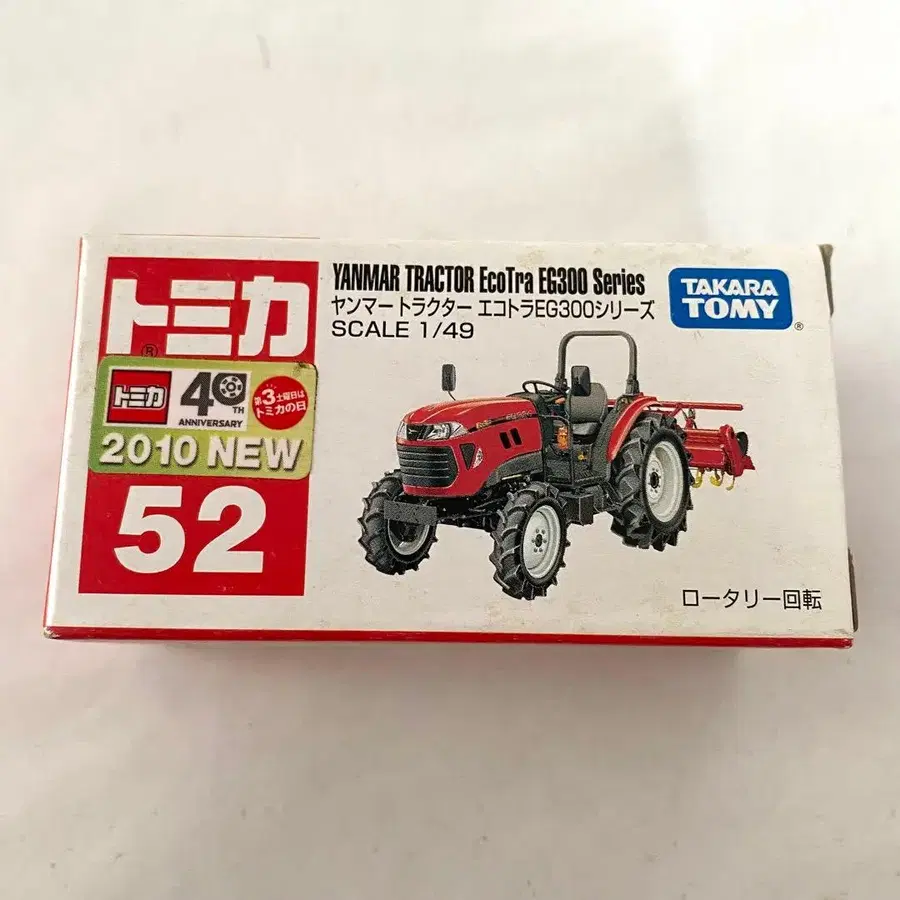 トミカ
®
トミカ
40TH
ANNIVERSARY
第3土曜日は
トミカの日
2010 NEW
52
YANMAR TRACTOR EcoTra EG300 Series
ヤンマートラクター エコトラEG300シリーズ
SCALE 1/49
TAKARA
TOMY
®
ロータリー回転